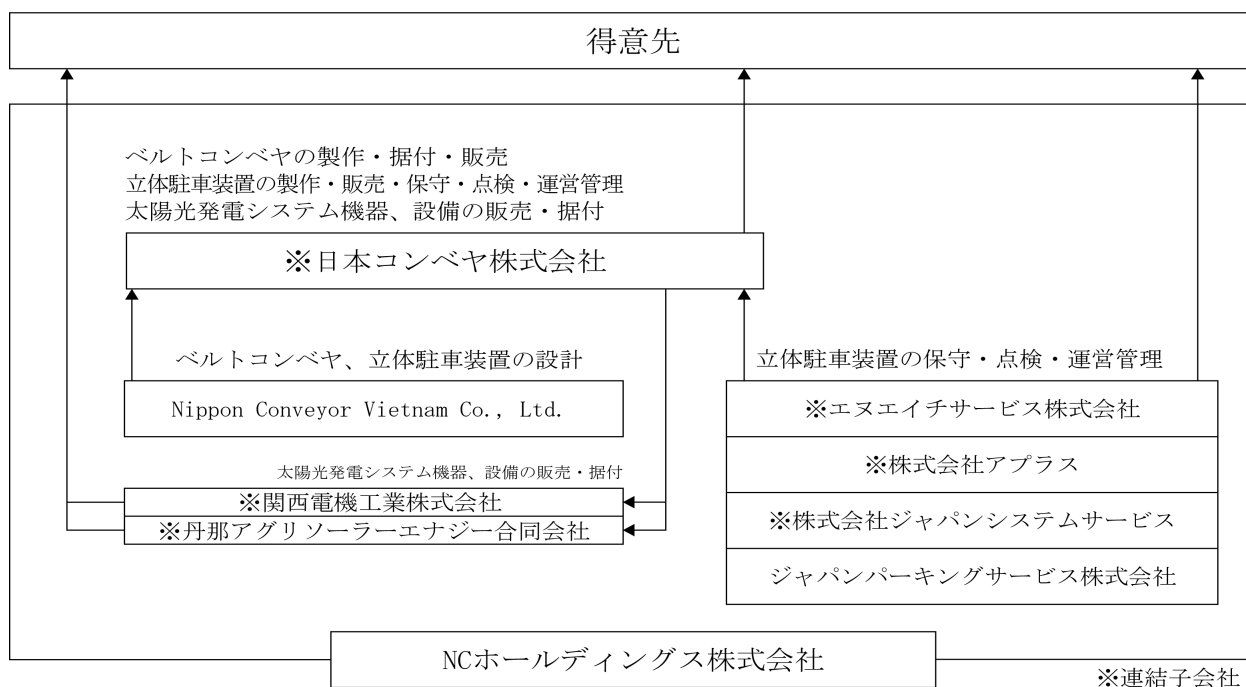 得意先
ベルトコンベヤの製作・据付・販売
立体駐車装置の製作・販売・保守・点検・運営管理
太陽光発電システム機器、設備の販売・据付
※日本コンベヤ株式会社
ベルトコンベヤ、立体駐車装置の設計
Nippon Conveyor Vietnam Co., Ltd.
太陽光発電システム機器、設備の販売・据付
※関西電機工業株式会社
※丹那アグリソーラーエナジー合同会社
立体駐車装置の保守・点検・運営管理
※エヌエイチサービス株式会社
※株式会社アプラス
※株式会社ジャパンシステムサービス
ジャパンパーキングサービス株式会社
NCホールディングス株式会社
※連結子会社